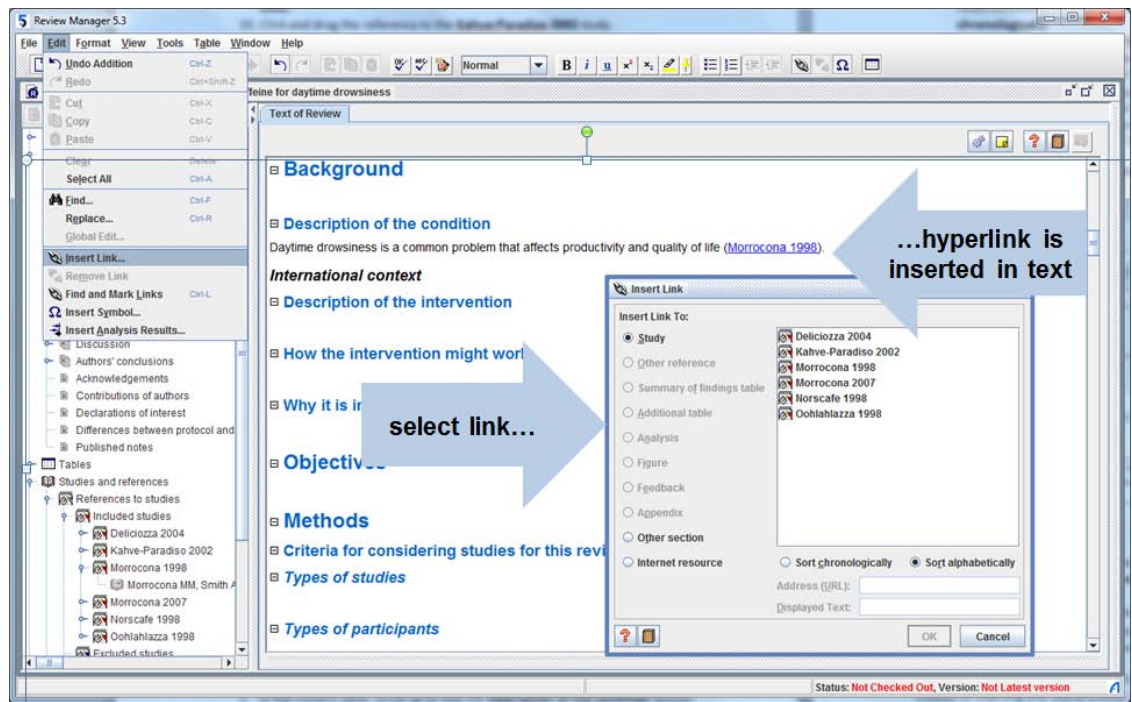 Review Manager 5.3
File Edit Format View Tools Table Window Help
Normal
B i u x² x₂ Ω
Undo Addition Ctrl-Z
Redo Ctrl+Shift-Z
Cut Ctrl-X
Copy Ctrl-C
Paste Ctrl-V
Clear Delete
Select All Ctrl-A
Find... Ctrl-F
Replace... Ctrl-R
Global Edit...
Insert Link...
Remove Link
Find and Mark Links Ctrl-L
Ω Insert Symbol...
Insert Analysis Results...
Discussion
Authors' conclusions
Acknowledgements
Contributions of authors
Declarations of interest
Differences between protocol and
Published notes
Tables
Studies and references
References to studies
Included studies
Deliciozza 2004
Kahve-Paradiso 2002
Morrocona 1998
Morrocona MM, Smith A
Morrocona 2007
Norscafe 1998
Oohlahlazza 1998
Excluded studies
feine for daytime drowsiness
Text of Review
Background
Description of the condition
Daytime drowsiness is a common problem that affects productivity and quality of life (Morrocona 1998).
International context
Description of the intervention
How the intervention might work
Why it is i
Objectives
Methods
Criteria for considering studies for this revi
Types of studies
Types of participants
...hyperlink is
inserted in text
select link...
Insert Link
Insert Link To:
Study
Other reference
Summary of findings table
Additional table
Analysis
Figure
Feedback
Appendix
Other section
Internet resource
Deliciozza 2004
Kahve-Paradiso 2002
Morrocona 1998
Morrocona 2007
Norscafe 1998
Oohlahlazza 1998
Sort chronologically Sort alphabetically
Address (URL):
Displayed Text:
OK Cancel
Status: Not Checked Out, Version: Not Latest version